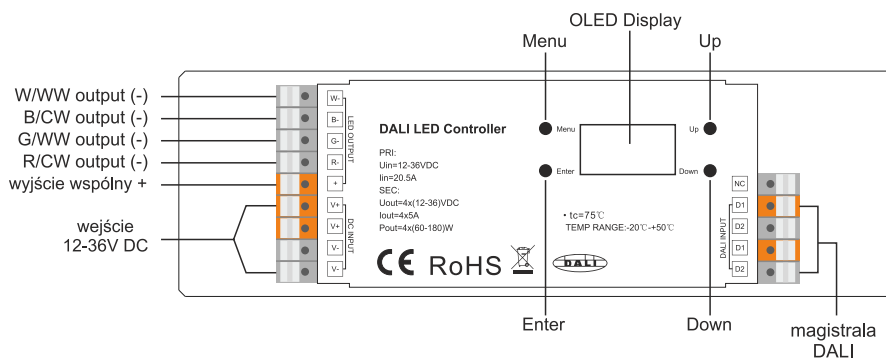 OLED Display
Menu
Up
W/WW output (-)
B/CW output (-)
G/WW output (-)
R/CW output (-)
wyjście wspólny +
wejście
12-36V DC
W-
B-
G-
R-
+
V+
V+
V-
V-
LED OUTPUT
DC INPUT
DALI LED Controller
PRI:
Uin=12-36VDC
Iin=20.5A
SEC:
Uout=4x(12-36)VDC
Iout=4x5A
Pout=4x(60-180)W
CE RoHS DALI
Menu
Enter
Up
Down
• tc=75℃
TEMP RANGE:-20℃-+50℃
NC
D1
D2
D1
D2
DALI INPUT
Enter
Down
magistrala
DALI